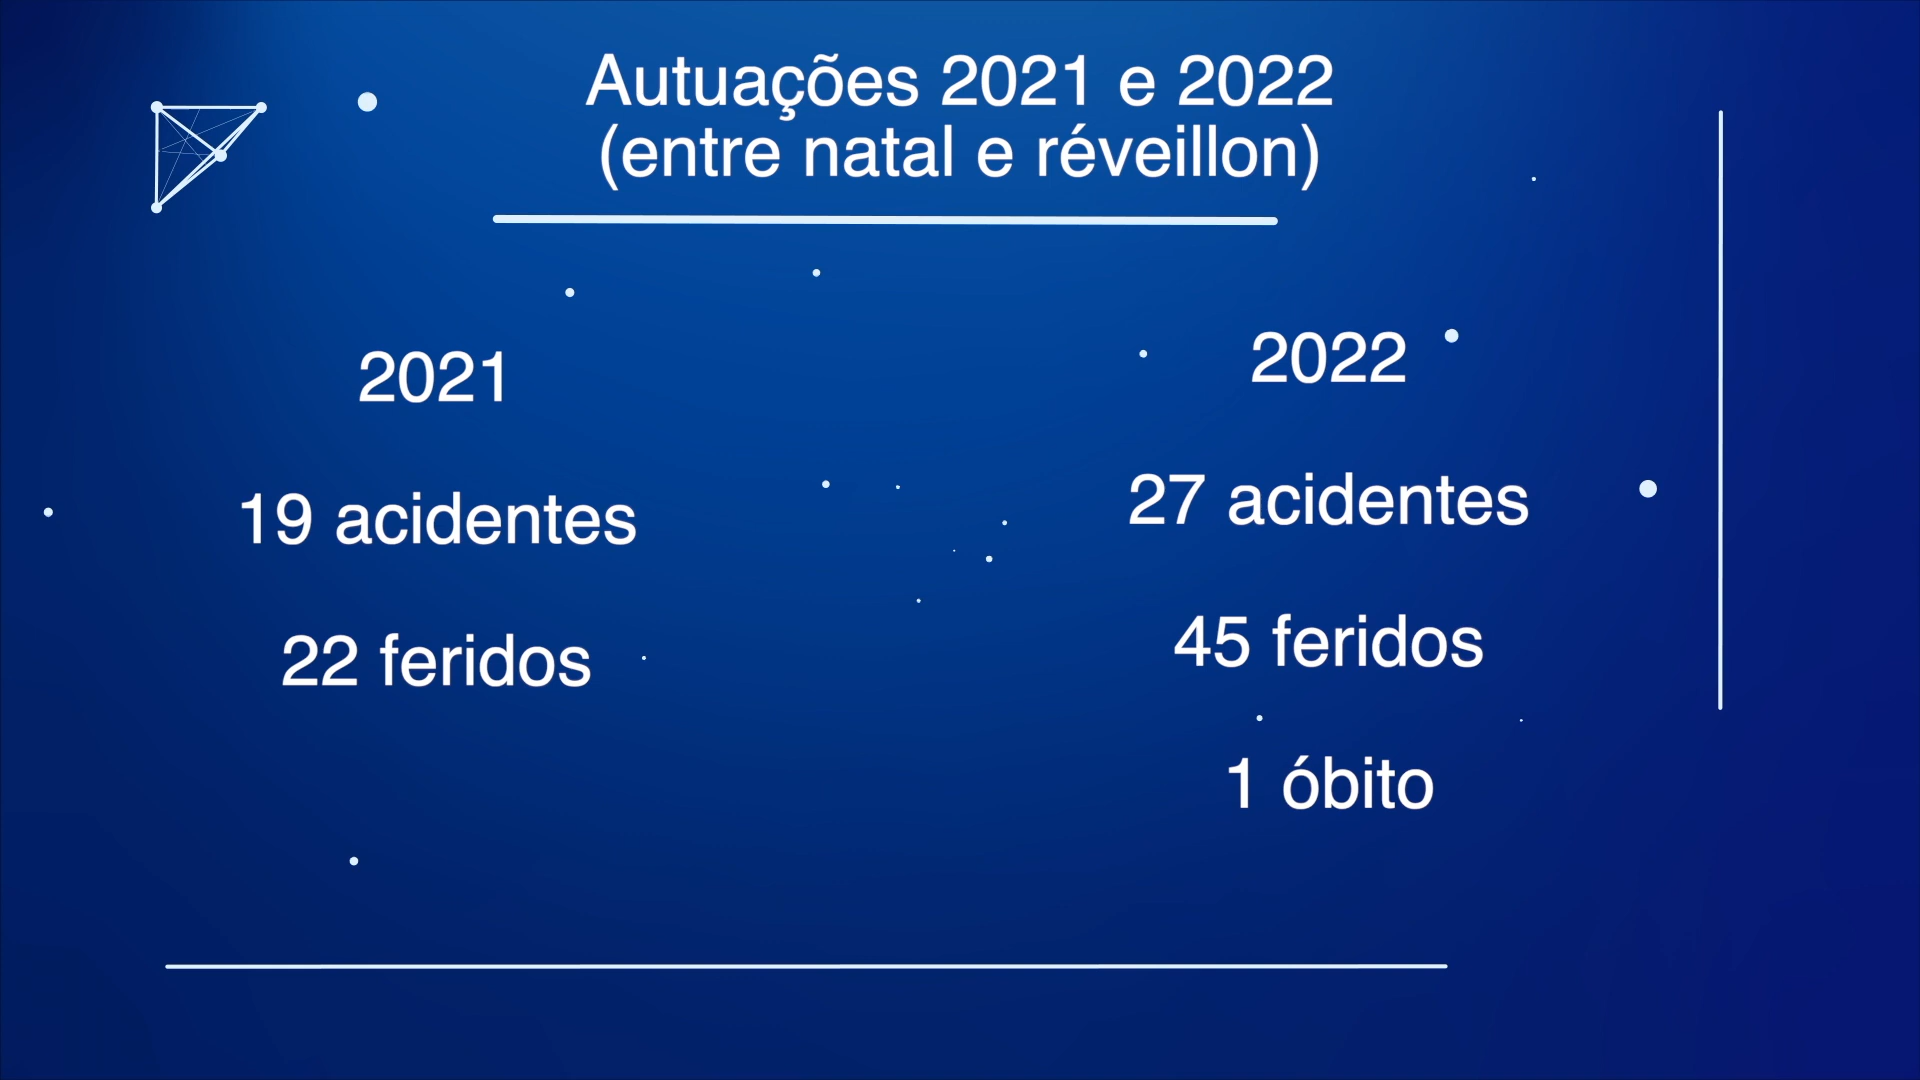 Autuações 2021 e 2022
(entre natal e réveillon)
2021
19 acidentes
22 feridos
2022
27 acidentes
45 feridos
1 óbito